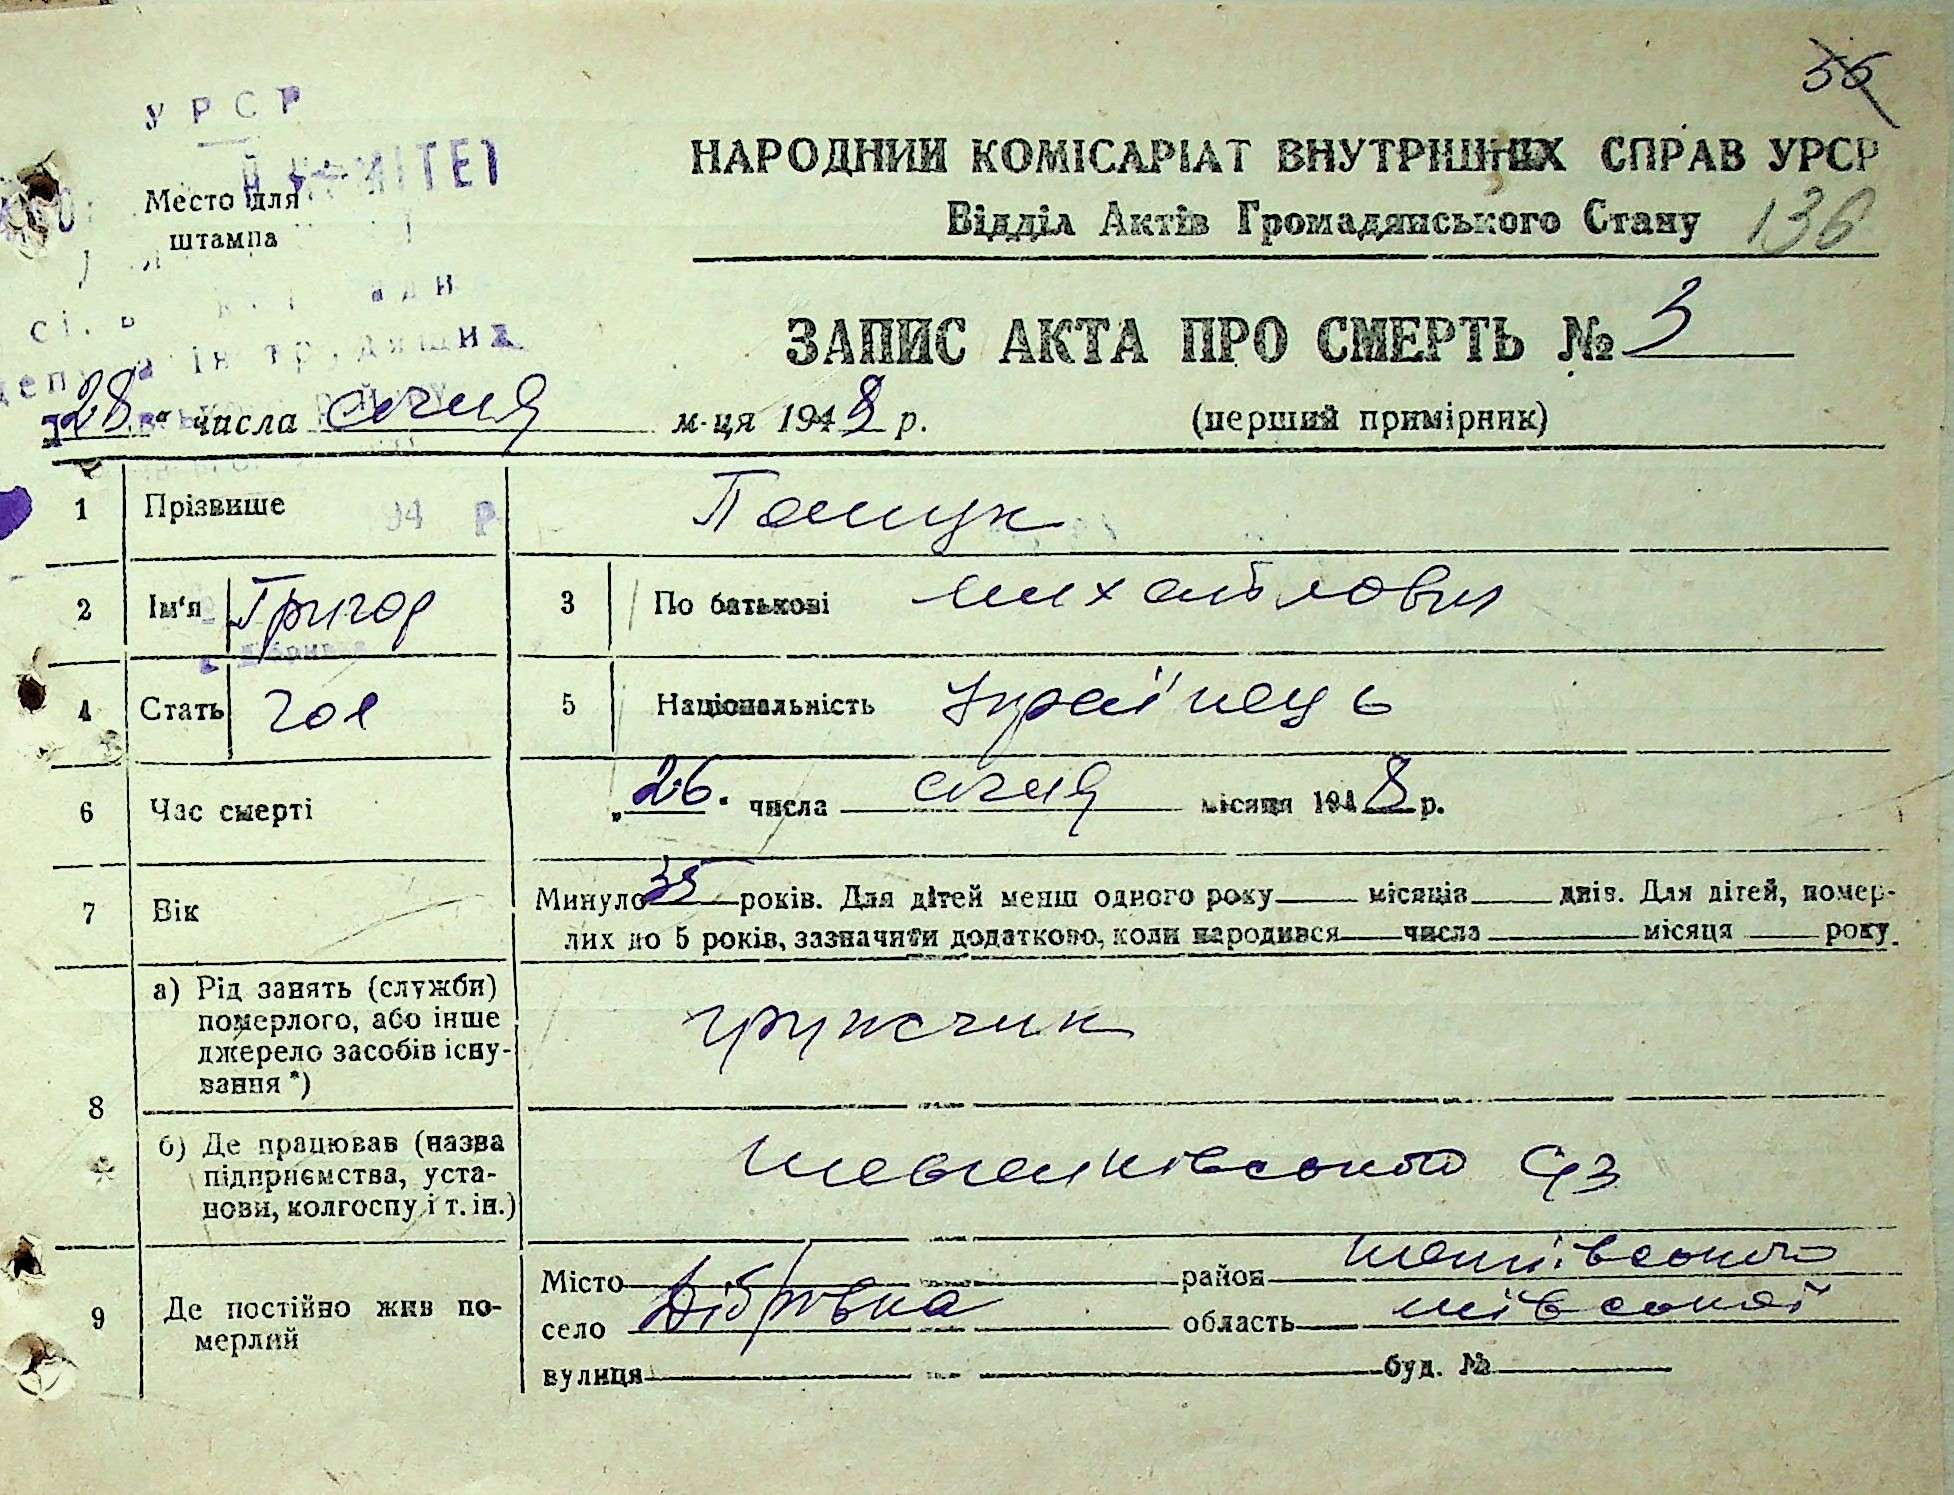 56
УРСР
НАРОДНИЙ КОМІСАРІАТ ВНУТРІШНІХ СПРАВ УРСР
Место для
штампа
Відділ Актів Громадянського Стану 136
ЗАПИС АКТА ПРО СМЕРТЬ № 3
„28“ числа січня м-ця 1948 р. (перший примірник)
1 Прізвище Пащук
2 Ім'я Григор 3 По батькові Михайлович
4 Стать чол 5 Національність Українець
6 Час смерті „26. числа січня місяця 1948 р.
7 Вік Минуло 35 років. Для дітей менш одного року місяців днів. Для дітей, помер-
лих до 5 років, зазначити додатково, коли народився числа місяця року.
8 а) Рід занять (служби)
померлого, або інше
джерело засобів існу-
вання *)
грузчик
б) Де працював (назва
підприємства, уста-
нови, колгоспу і т. ін.)
9 Де постійно жив по-
мерлий
Місто район
село Дібрівка область
вулиця буд. №